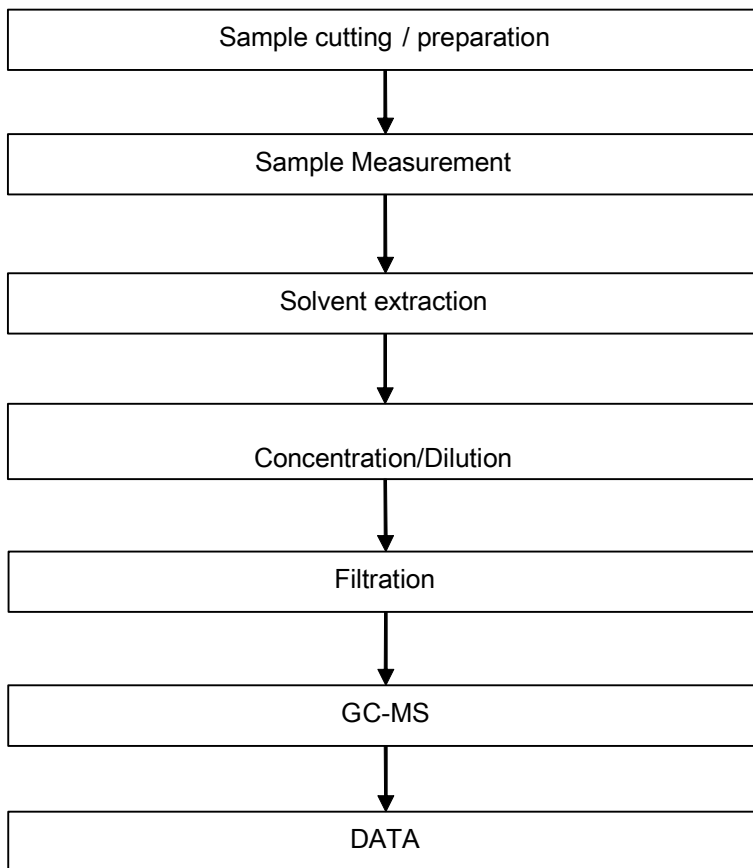 Sample cutting / preparation
Sample Measurement
Solvent extraction
Concentration/Dilution
Filtration
GC-MS
DATA